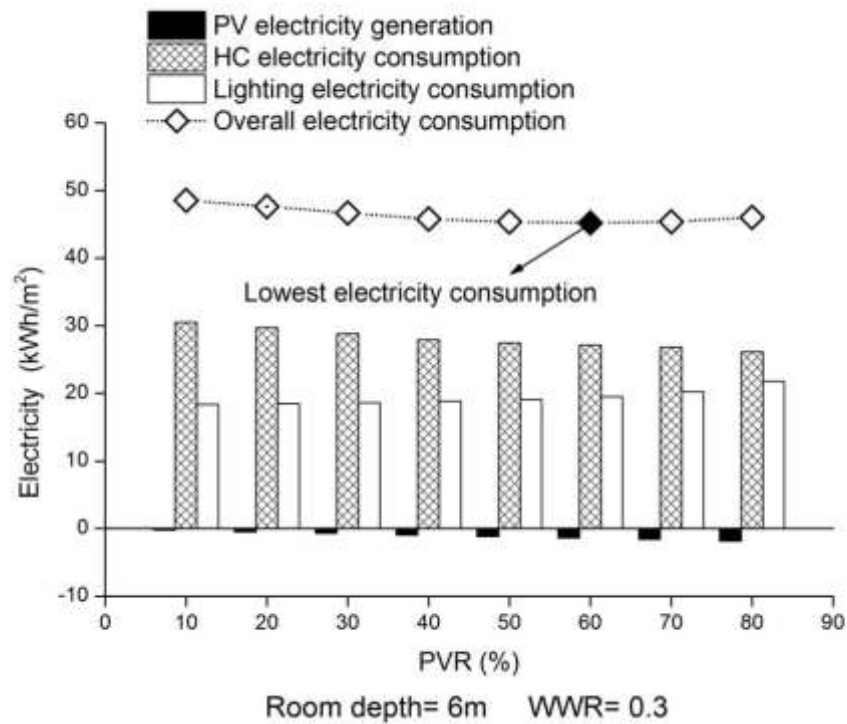 PV electricity generation
HC electricity consumption
Lighting electricity consumption
Overall electricity consumption
60
50
40
30
20
10
0
-10
Electricity (kWh/m²)
Lowest electricity consumption
0 10 20 30 40 50 60 70 80 90
PVR (%)
Room depth= 6m WWR= 0.3